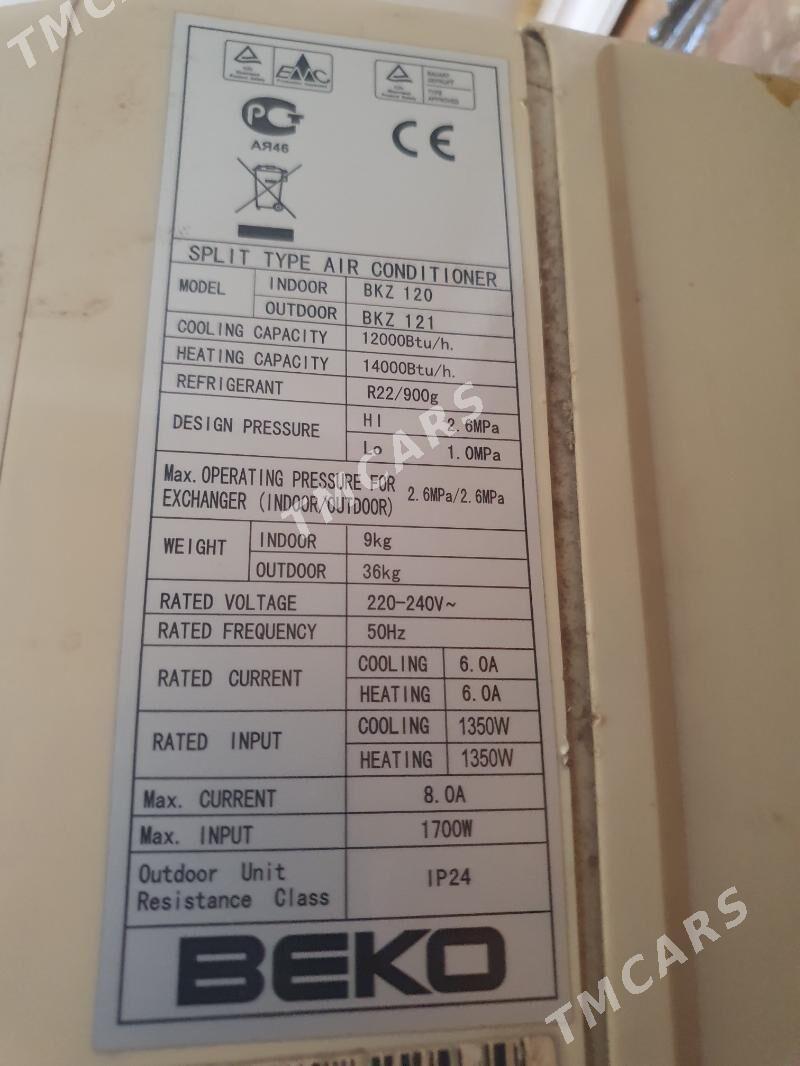 TMCARS
EMC
PCT
АЯ46
CE
SPLIT TYPE AIR CONDITIONER
MODEL INDOOR BKZ 120
OUTDOOR BKZ 121
COOLING CAPACITY 12000Btu/h.
HEATING CAPACITY 14000Btu/h.
REFRIGERANT R22/900g
DESIGN PRESSURE HI 2.6MPa
Lo 1.0MPa
TMCARS
Max. OPERATING PRESSURE FOR
EXCHANGER (INDOOR/OUTDOOR) 2.6MPa/2.6MPa
WEIGHT INDOOR 9kg
OUTDOOR 36kg
RATED VOLTAGE 220-240V~
RATED FREQUENCY 50Hz
RATED CURRENT COOLING 6.0A
HEATING 6.0A
RATED INPUT COOLING 1350W
HEATING 1350W
Max. CURRENT 8.0A
Max. INPUT 1700W
Outdoor Unit
Resistance Class IP24
BEKO
TMCARS